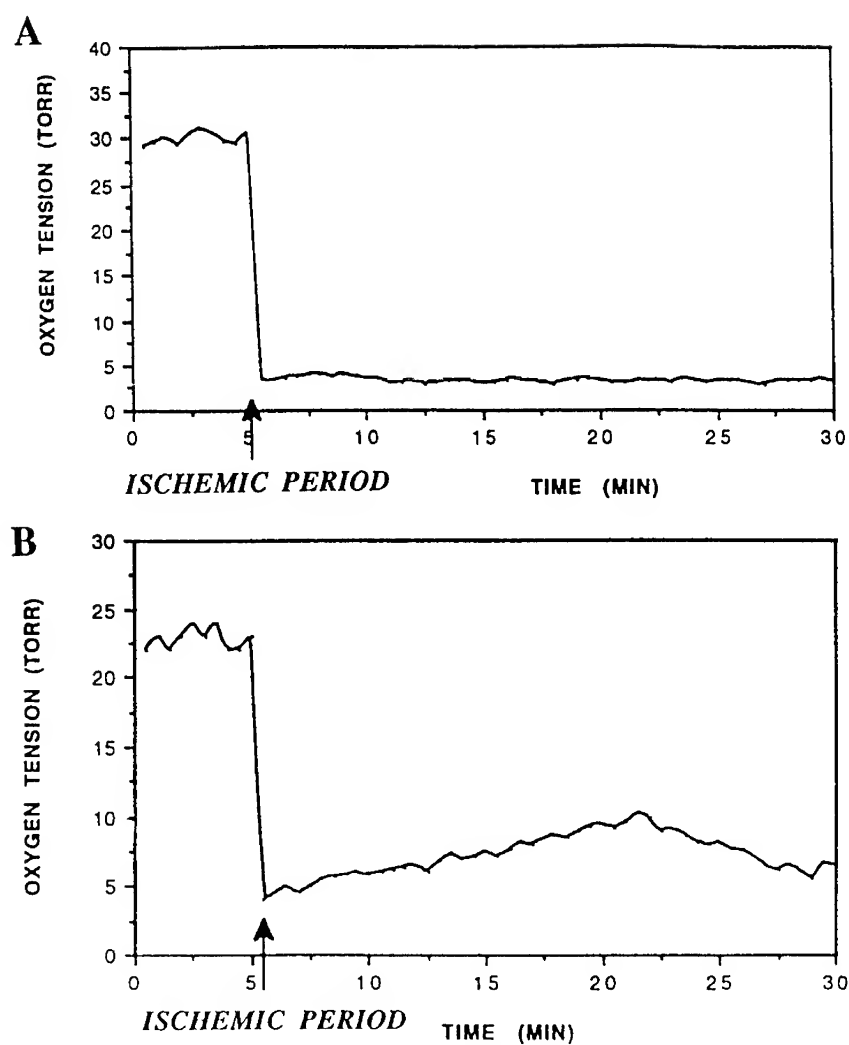 A
OXYGEN TENSION (TORR)
40
35
30
25
20
15
10
5
0
0 5 10 15 20 25 30
ISCHEMIC PERIOD TIME (MIN)
B
OXYGEN TENSION (TORR)
30
25
20
15
10
5
0
0 5 10 15 20 25 30
ISCHEMIC PERIOD TIME (MIN)